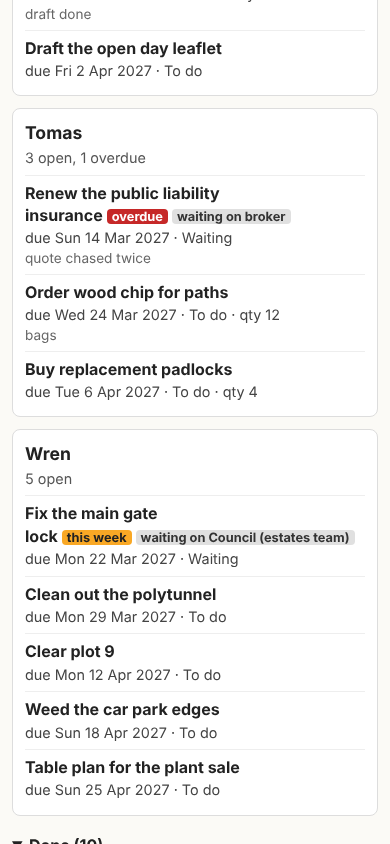 draft done
Draft the open day leaflet
due Fri 2 Apr 2027 · To do
Tomas
3 open, 1 overdue
Renew the public liability
insurance overdue waiting on broker
due Sun 14 Mar 2027 · Waiting
quote chased twice
Order wood chip for paths
due Wed 24 Mar 2027 · To do · qty 12
bags
Buy replacement padlocks
due Tue 6 Apr 2027 · To do · qty 4
Wren
5 open
Fix the main gate
lock this week waiting on Council (estates team)
due Mon 22 Mar 2027 · Waiting
Clean out the polytunnel
due Mon 29 Mar 2027 · To do
Clear plot 9
due Mon 12 Apr 2027 · To do
Weed the car park edges
due Sun 18 Apr 2027 · To do
Table plan for the plant sale
due Sun 25 Apr 2027 · To do